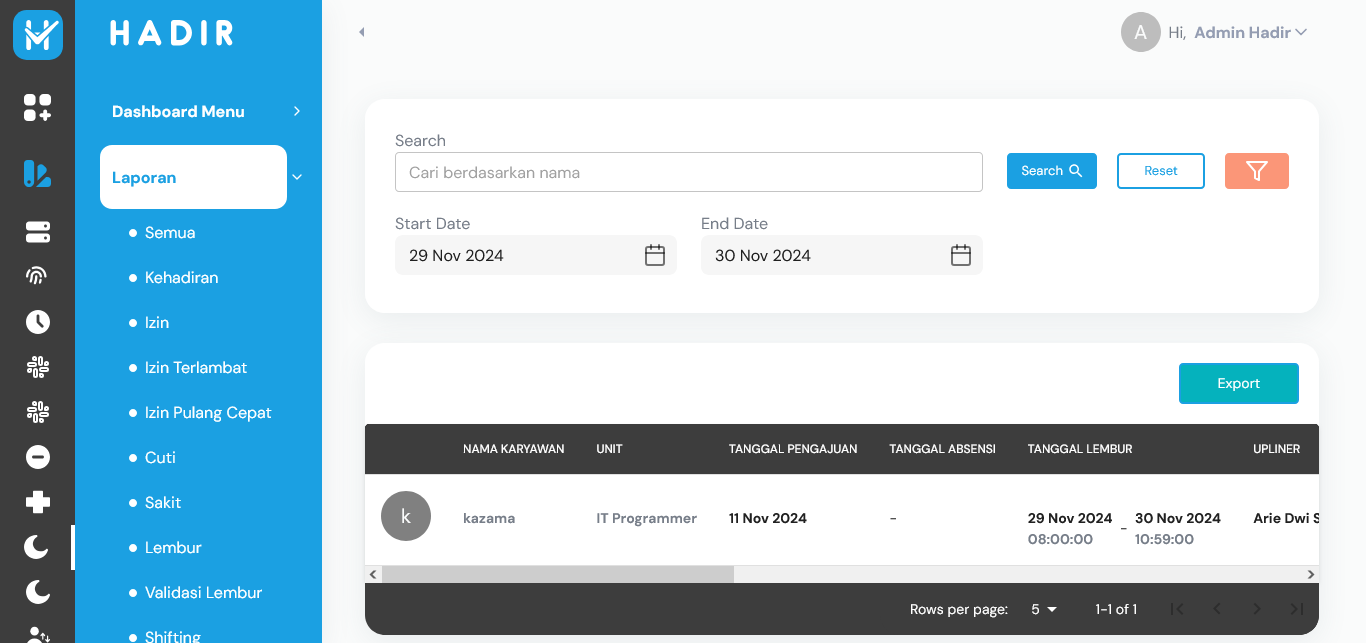 HADIR
Hi, Admin Hadir
A
Dashboard Menu
Laporan
Semua
Kehadiran
Izin
Izin Terlambat
Izin Pulang Cepat
Cuti
Sakit
Lembur
Validasi Lembur
Shifting
Search
Cari berdasarkan nama
Search
Reset
Start Date
End Date
29 Nov 2024
30 Nov 2024
Export
NAMA KARYAWAN UNIT TANGGAL PENGAJUAN TANGGAL ABSENSI TANGGAL LEMBUR UPLINER
k kazama IT Programmer 11 Nov 2024 - 29 Nov 2024 - 30 Nov 2024 Arie Dwi S
08:00:00 10:59:00
Rows per page: 5 1-1 of 1